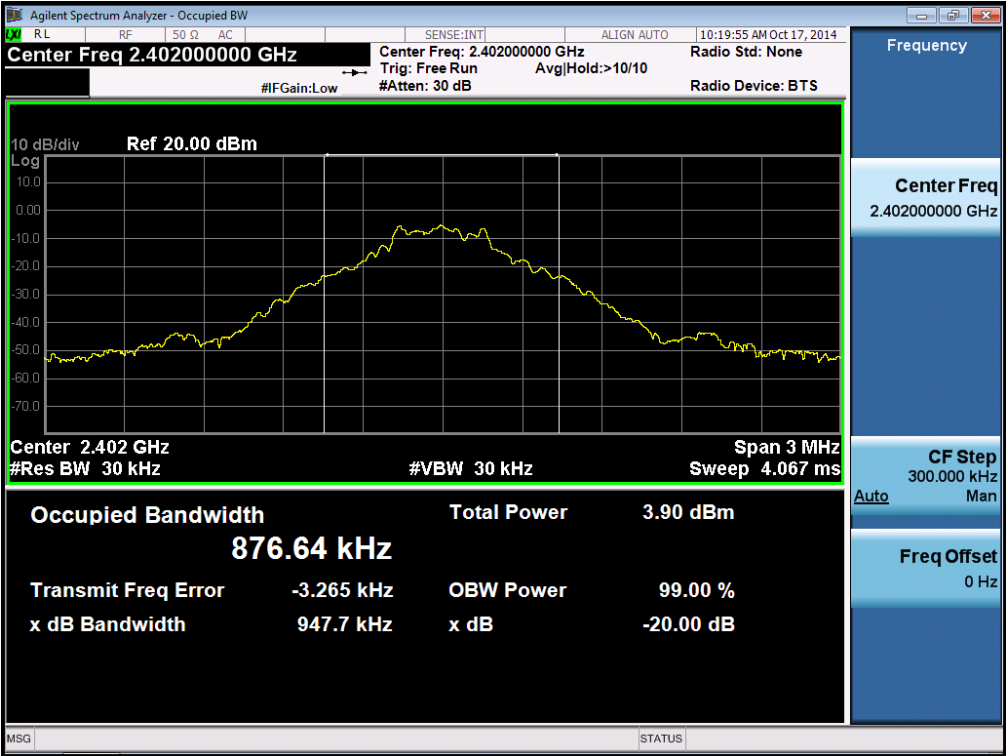 Agilent Spectrum Analyzer - Occupied BW
LXI RL RF 50 Ω AC SENSE:INT ALIGN AUTO 10:19:55 AM Oct 17, 2014
Center Freq 2.402000000 GHz
Center Freq: 2.402000000 GHz Radio Std: None
Trig: Free Run Avg|Hold:>10/10
#IFGain:Low #Atten: 30 dB Radio Device: BTS
10 dB/div Ref 20.00 dBm
Log
10.0
0.00
-10.0
-20.0
-30.0
-40.0
-50.0
-60.0
-70.0
Center 2.402 GHz Span 3 MHz
#Res BW 30 kHz #VBW 30 kHz Sweep 4.067 ms
Occupied Bandwidth Total Power 3.90 dBm
876.64 kHz
Transmit Freq Error -3.265 kHz OBW Power 99.00 %
x dB Bandwidth 947.7 kHz x dB -20.00 dB
Frequency
Center Freq
2.402000000 GHz
CF Step
300.000 kHz
Auto Man
Freq Offset
0 Hz
MSG STATUS